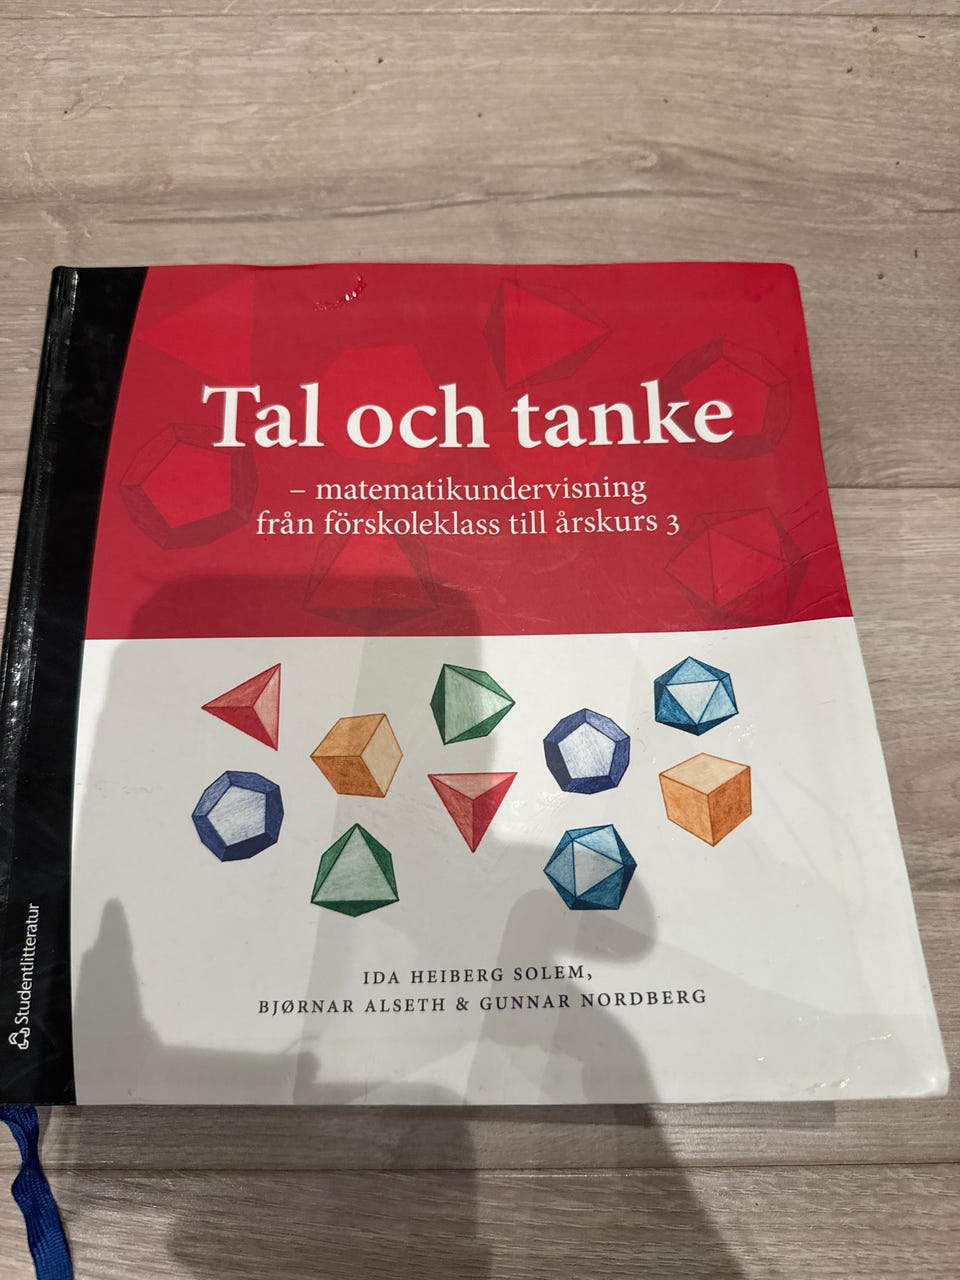 Tal och tanke
– matematikundervisning
från förskoleklass till årskurs 3
IDA HEIBERG SOLEM,
BJØRNAR ALSETH & GUNNAR NORDBERG
Studentlitteratur